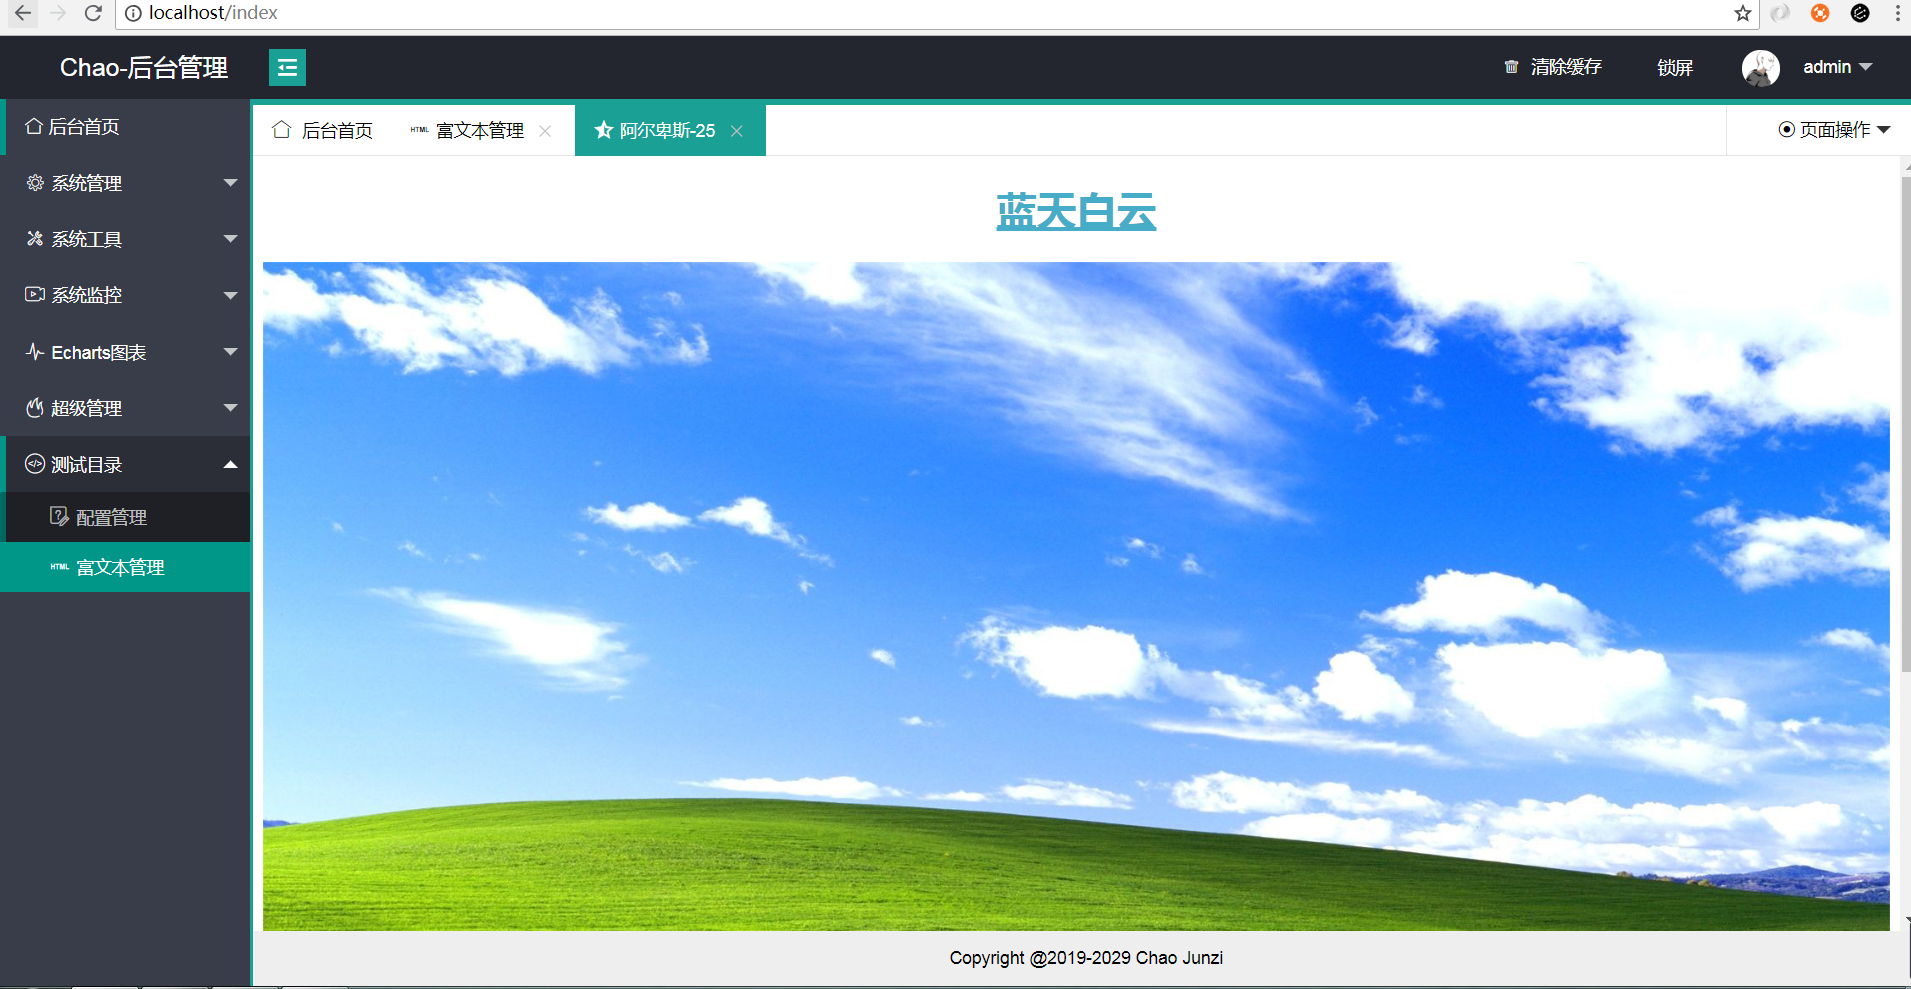 localhost/index
Chao-后台管理
清除缓存
锁屏
admin
后台首页
系统管理
系统工具
系统监控
Echarts图表
超级管理
测试目录
配置管理
HTML 富文本管理
后台首页
HTML 富文本管理
阿尔卑斯-25
页面操作
蓝天白云
Copyright @2019-2029 Chao Junzi